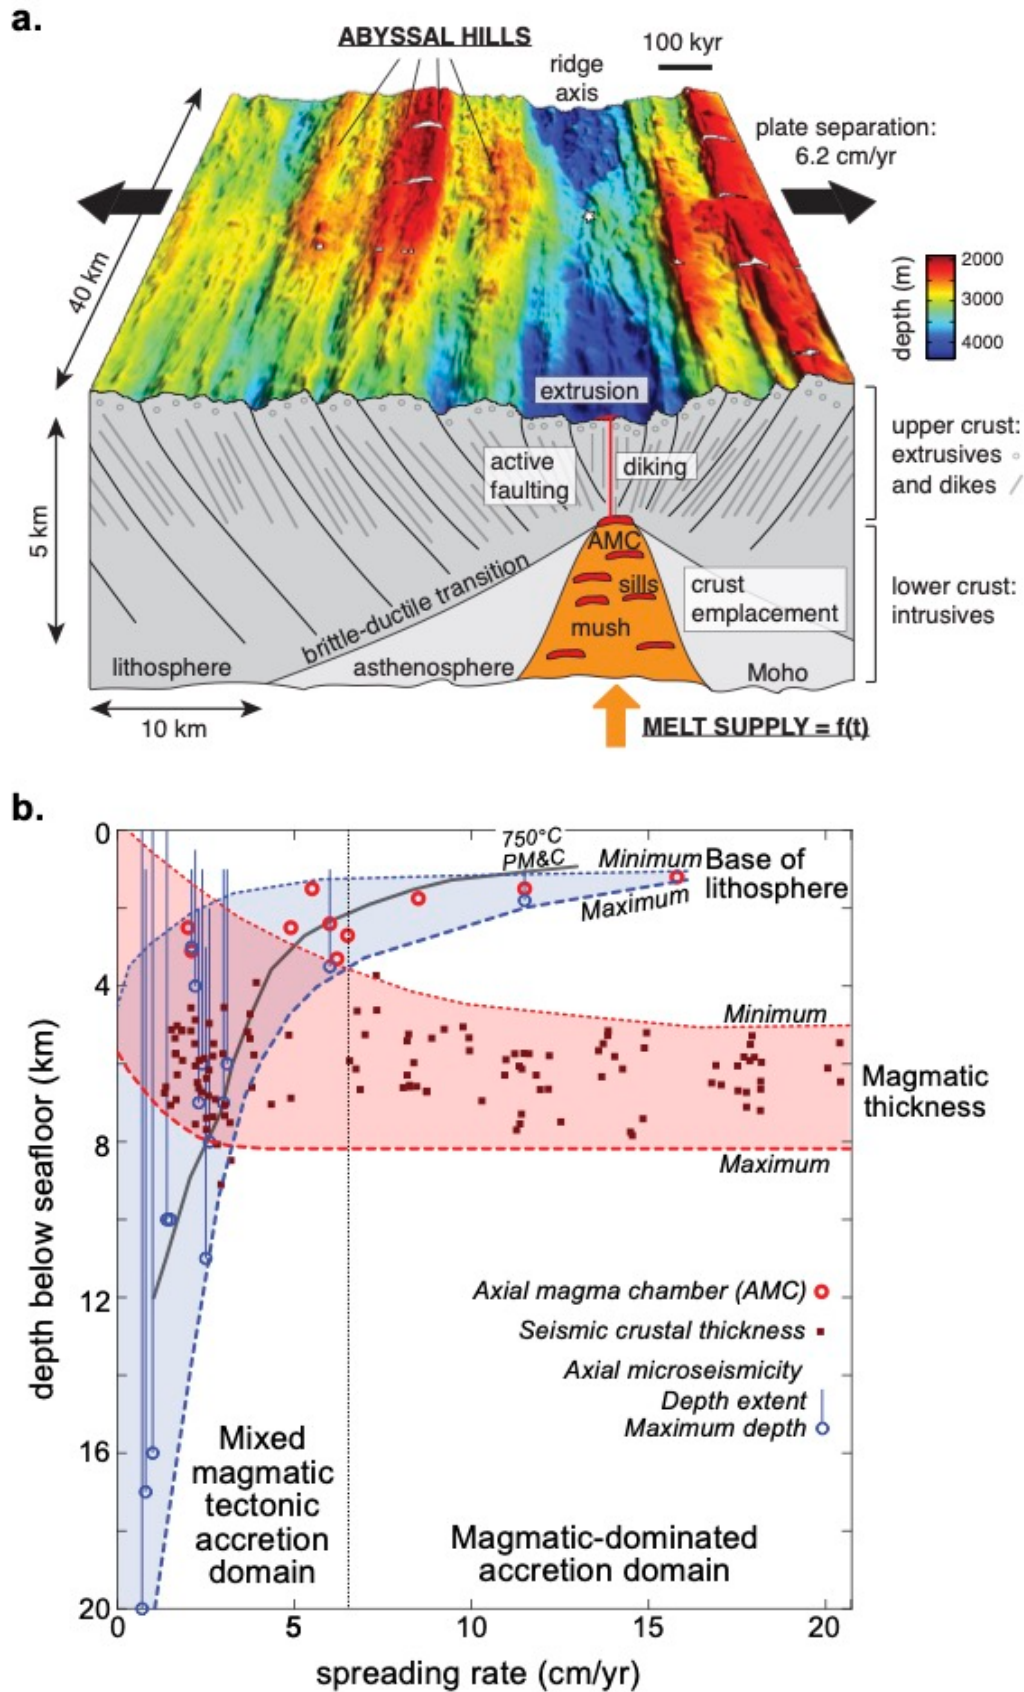 a.
ABYSSAL HILLS
100 kyr
ridge
axis
plate separation:
6.2 cm/yr
40 km
depth (m)
2000
3000
4000
extrusion
active
faulting
diking
upper crust:
extrusives
and dikes
5 km
AMC
sills
mush
brittle-ductile transition
crust
emplacement
lower crust:
intrusives
lithosphere
asthenosphere
Moho
10 km
MELT SUPPLY = f(t)
b.
0
4
8
12
16
20
depth below seafloor (km)
750°C
PM&C
Minimum
Base of
lithosphere
Maximum
Minimum
Magmatic
thickness
Maximum
Axial magma chamber (AMC)
Seismic crustal thickness
Axial microseismicity
Depth extent
Maximum depth
Mixed
magmatic
tectonic
accretion
domain
Magmatic-dominated
accretion domain
0
5
10
15
20
spreading rate (cm/yr)